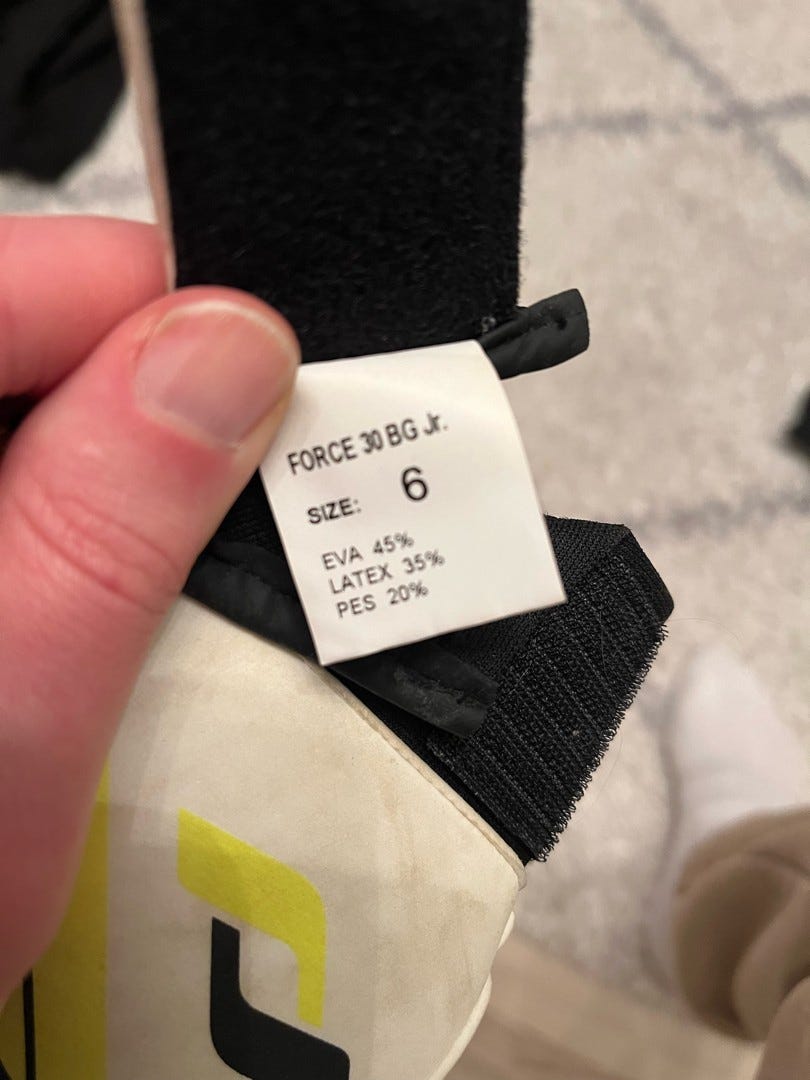 FORCE 30 BG Jr.
SIZE: 6
EVA 45%
LATEX 35%
PES 20%